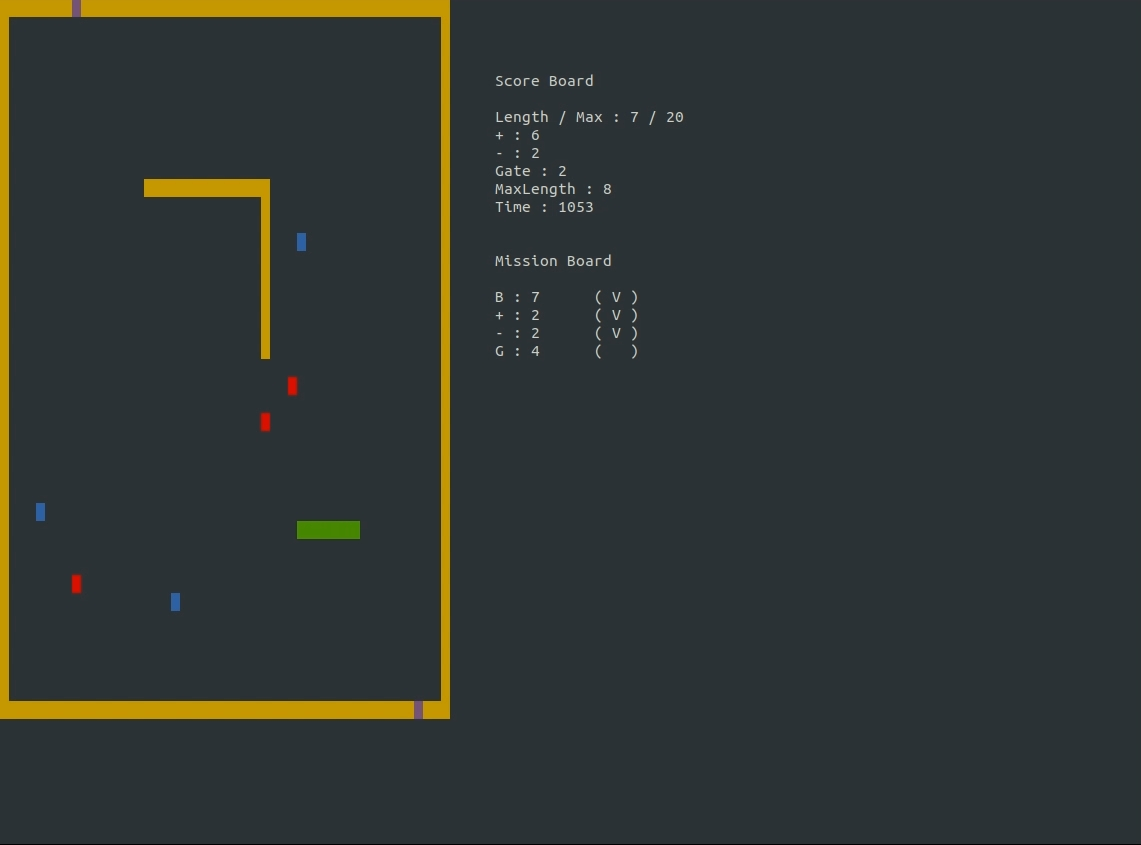 Score Board
Length / Max : 7 / 20
+ : 6
- : 2
Gate : 2
MaxLength : 8
Time : 1053
Mission Board
B : 7 ( V )
+ : 2 ( V )
- : 2 ( V )
G : 4 ( )